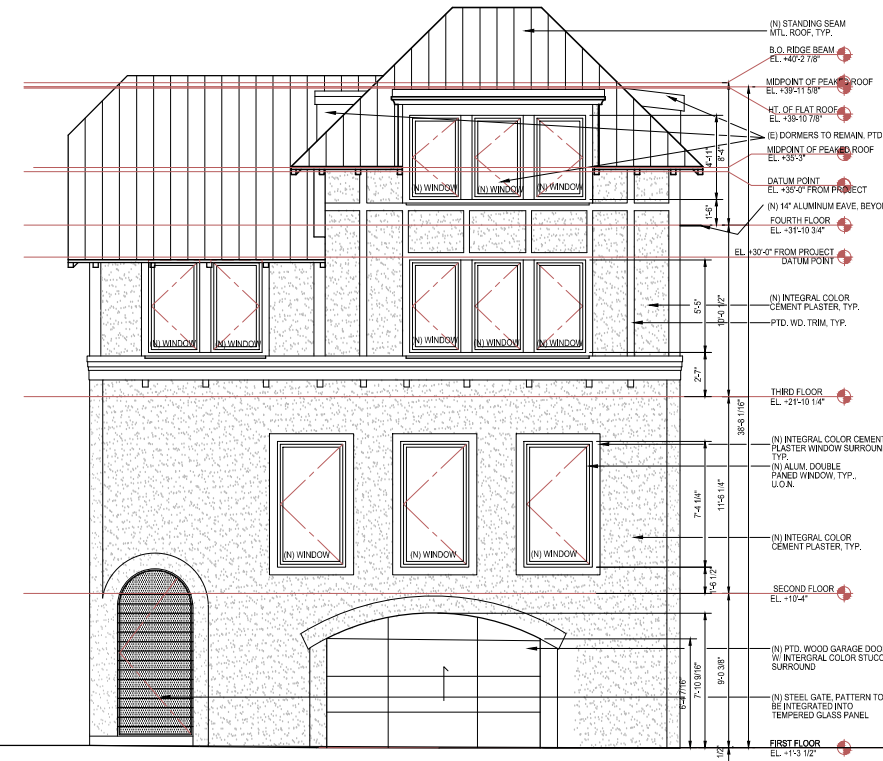 (N) STANDING SEAM
MTL. ROOF, TYP.
B.O. RIDGE BEAM
EL. +40'-2 7/8"
MIDPOINT OF PEAKED ROOF
EL. +39'-11 5/8"
HT. OF FLAT ROOF
EL. +39-10 7/8"
(E) DORMERS TO REMAIN, PTD
MIDPOINT OF PEAKED ROOF
EL. +35'-3"
DATUM POINT
EL. +35'-0" FROM PROJECT
(N) 14" ALUMINUM EAVE, BEYO
FOURTH FLOOR
EL. +31'-10 3/4"
EL. +30'-0" FROM PROJECT
DATUM POINT
(N) INTEGRAL COLOR
CEMENT PLASTER, TYP.
PTD. WD. TRIM, TYP.
THIRD FLOOR
EL. +21'-10 1/4"
(N) INTEGRAL COLOR CEMENT
PLASTER WINDOW SURROUN
TYP.
(N) ALUM. DOUBLE
PANED WINDOW, TYP.,
U.O.N.
(N) INTEGRAL COLOR
CEMENT PLASTER, TYP.
SECOND FLOOR
EL. +10'-4"
(N) PTD. WOOD GARAGE DOO
W/ INTERGRAL COLOR STUCC
SURROUND
(N) STEEL GATE, PATTERN TO
BE INTEGRATED INTO
TEMPERED GLASS PANEL
FIRST FLOOR
EL. +1'-3 1/2"
(N) WINDOW
(N) WINDOW
(N) WINDOW
(N) WINDOW
(N) WINDOW
(N) WINDOW
(N) WINDOW
(N) WINDOW
(N) WINDOW
(N) WINDOW
(N) WINDOW
4'-11"
8'-4"
1'-6"
5'-5"
10'-0 1/2"
2'-7"
38'-8 1/16"
7'-4 1/4"
11'-6 1/4"
1'-6 1/2"
6'-4 7/16"
7'-10 9/16"
9'-0 3/8"
1/2"